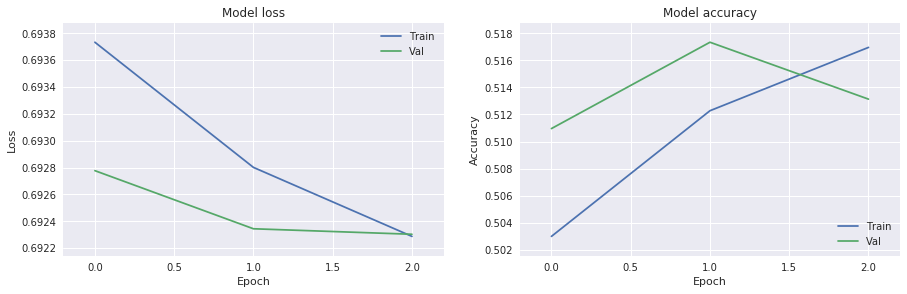 Model loss
0.6938
0.6936
0.6934
0.6932
0.6930
0.6928
0.6926
0.6924
0.6922
Loss
0.0
0.5
1.0
1.5
2.0
Epoch
Train
Val
Model accuracy
0.518
0.516
0.514
0.512
0.510
0.508
0.506
0.504
0.502
Accuracy
0.0
0.5
1.0
1.5
2.0
Epoch
Train
Val